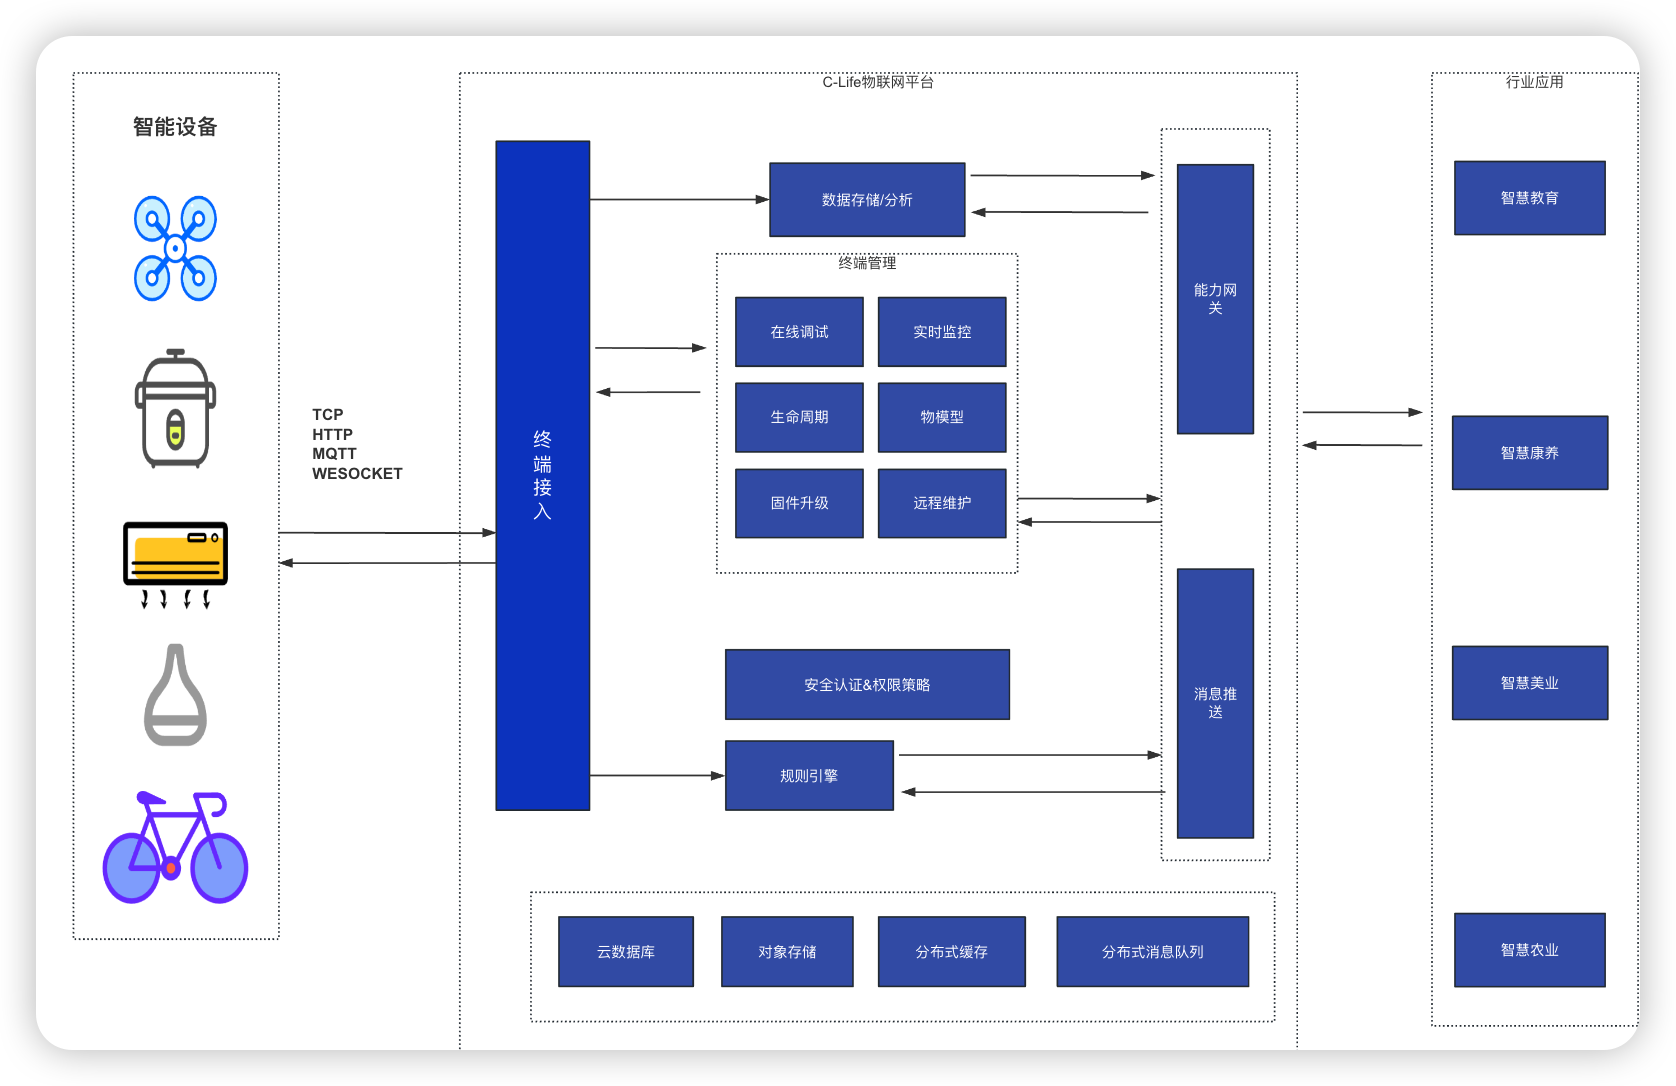 C-Life物联网平台
行业应用
智能设备
TCP
HTTP
MQTT
WESOCKET
终
端
接
入
数据存储/分析
终端管理
在线调试
实时监控
生命周期
物模型
固件升级
远程维护
安全认证&权限策略
规则引擎
能力网
关
消息推
送
云数据库
对象存储
分布式缓存
分布式消息队列
智慧教育
智慧康养
智慧美业
智慧农业